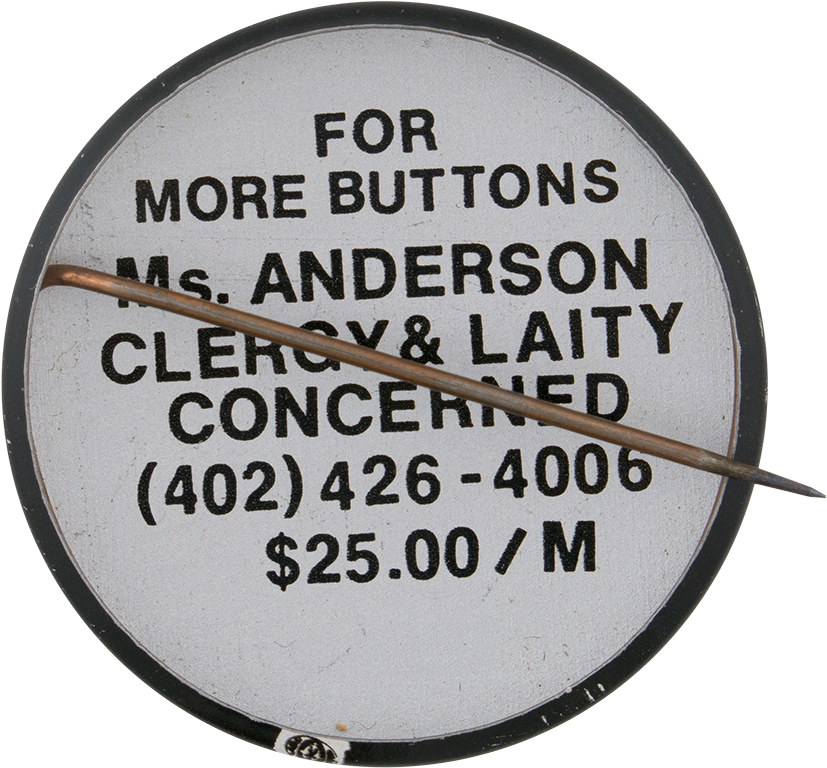 FOR
MORE BUTTONS
Ms. ANDERSON
CLERGY & LAITY
CONCERNED
(402) 426-4006
$25.00/M